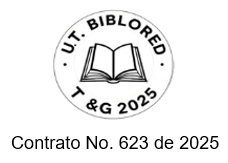 · U.T. BIBLORED ·
T &G 2025
Contrato No. 623 de 2025